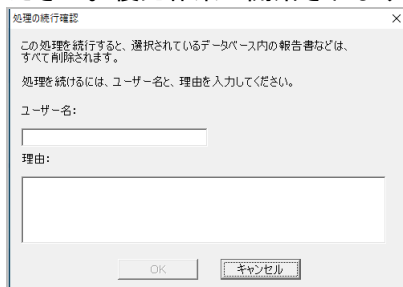 処理の続行確認
この処理を続行すると、選択されているデータベース内の報告書などは、
すべて削除されます。
処理を続けるには、ユーザー名と、理由を入力してください。
ユーザー名:
理由:
OK
キャンセル